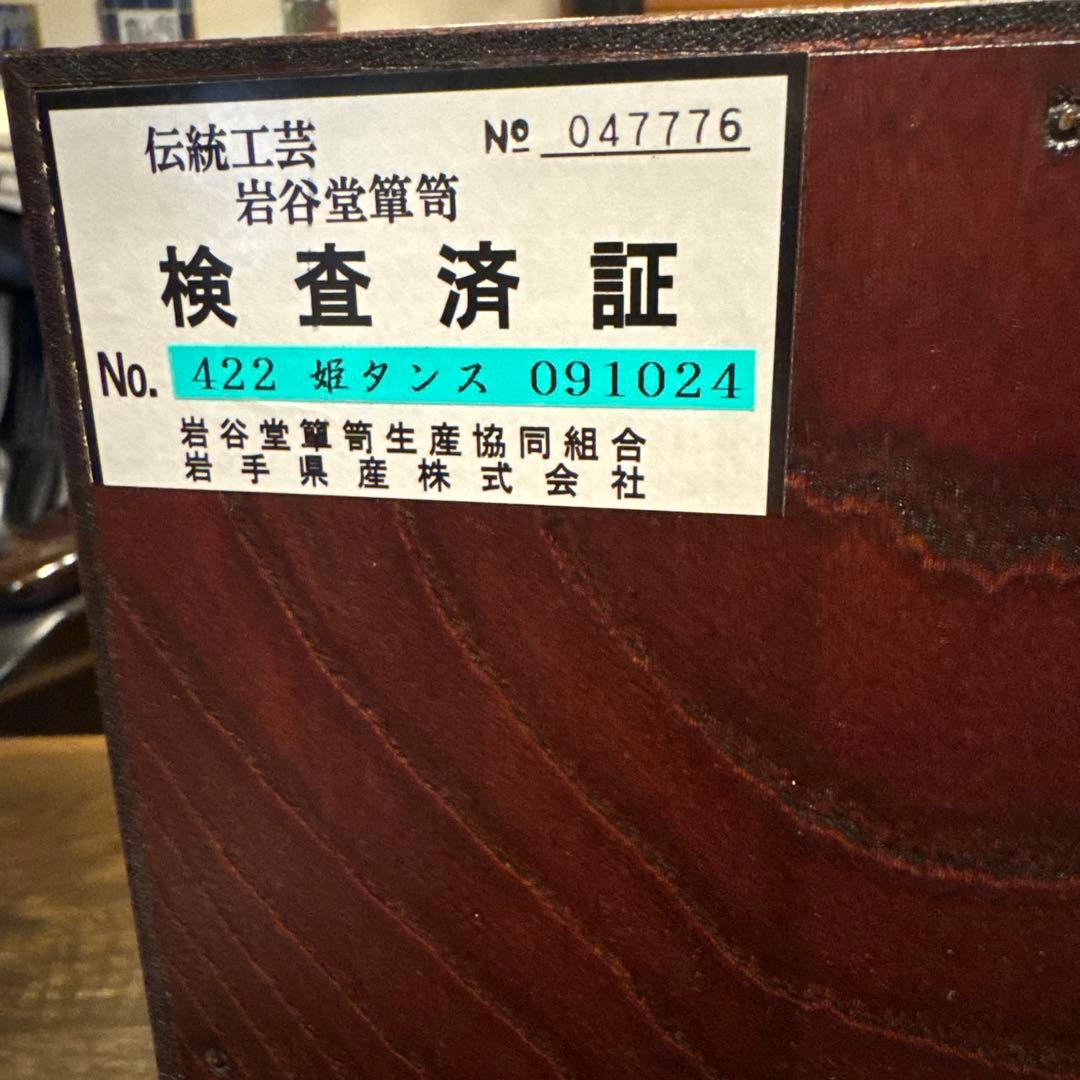 伝統工芸
№ 047776
岩谷堂簞笥
検査済証
No. 422 姫タンス 091024
岩谷堂簞笥生産協同組合
岩手県産株式会社